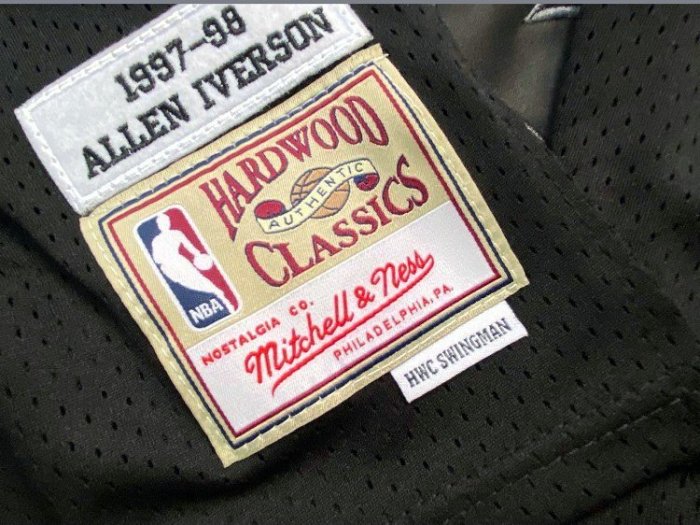 1997-98
ALLEN IVERSON
HARDWOOD
AUTHENTIC
CLASSICS
NBA
NOSTALGIA CO.
Mitchell & Ness
PHILADELPHIA, PA.
HWC SWINGMAN